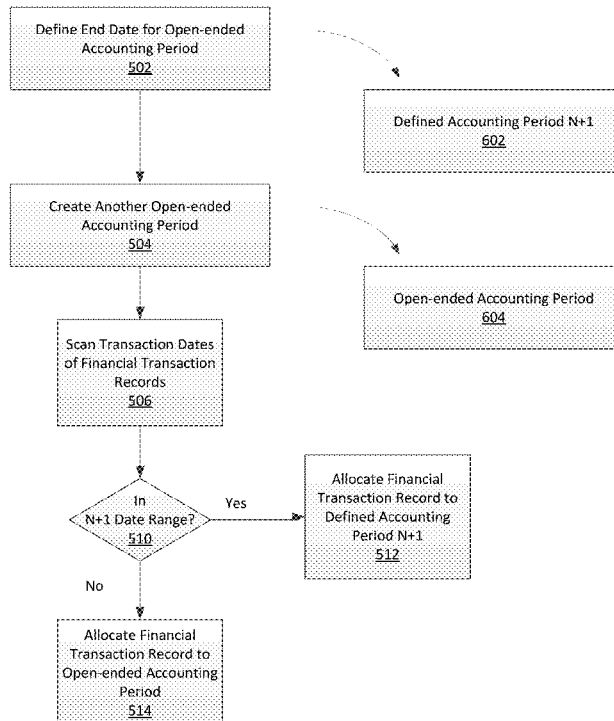 Define End Date for Open-ended
Accounting Period
502
Defined Accounting Period N+1
602
Create Another Open-ended
Accounting Period
504
Open-ended Accounting Period
604
Scan Transaction Dates
of Financial Transaction
Records
506
In
N+1 Date Range?
510
Yes
Allocate Financial
Transaction Record to
Defined Accounting
Period N+1
512
No
Allocate Financial
Transaction Record to
Open-ended Accounting
Period
514